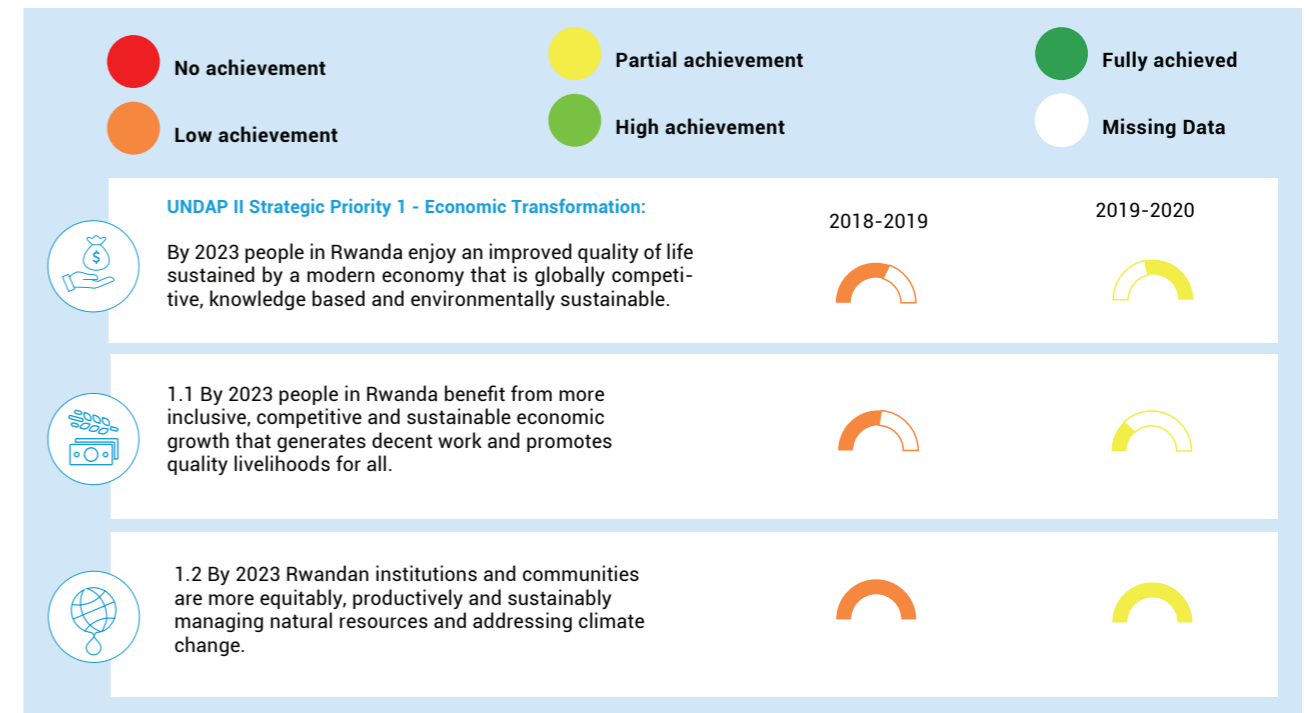 No achievement
Partial achievement
Fully achieved
Low achievement
High achievement
Missing Data
UNDAP II Strategic Priority 1 - Economic Transformation:
2018-2019
2019-2020
By 2023 people in Rwanda enjoy an improved quality of life
sustained by a modern economy that is globally competi-
tive, knowledge based and environmentally sustainable.
1.1 By 2023 people in Rwanda benefit from more
inclusive, competitive and sustainable economic
growth that generates decent work and promotes
quality livelihoods for all.
1.2 By 2023 Rwandan institutions and communities
are more equitably, productively and sustainably
managing natural resources and addressing climate
change.